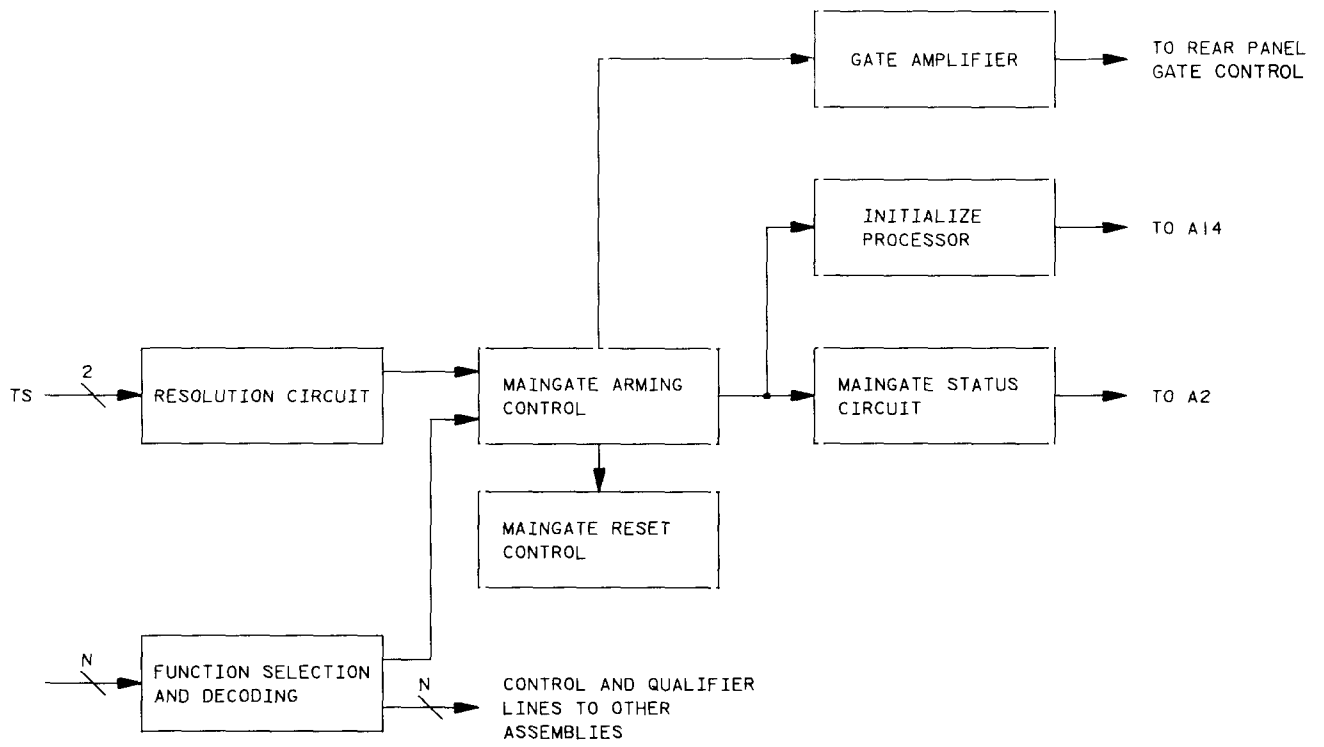 GATE AMPLIFIER
TO REAR PANEL
GATE CONTROL
INITIALIZE
PROCESSOR
TO A14
2
TS
RESOLUTION CIRCUIT
MAINGATE ARMING
CONTROL
MAINGATE STATUS
CIRCUIT
TO A2
MAINGATE RESET
CONTROL
N
FUNCTION SELECTION
AND DECODING
N
CONTROL AND QUALIFIER
LINES TO OTHER
ASSEMBLIES